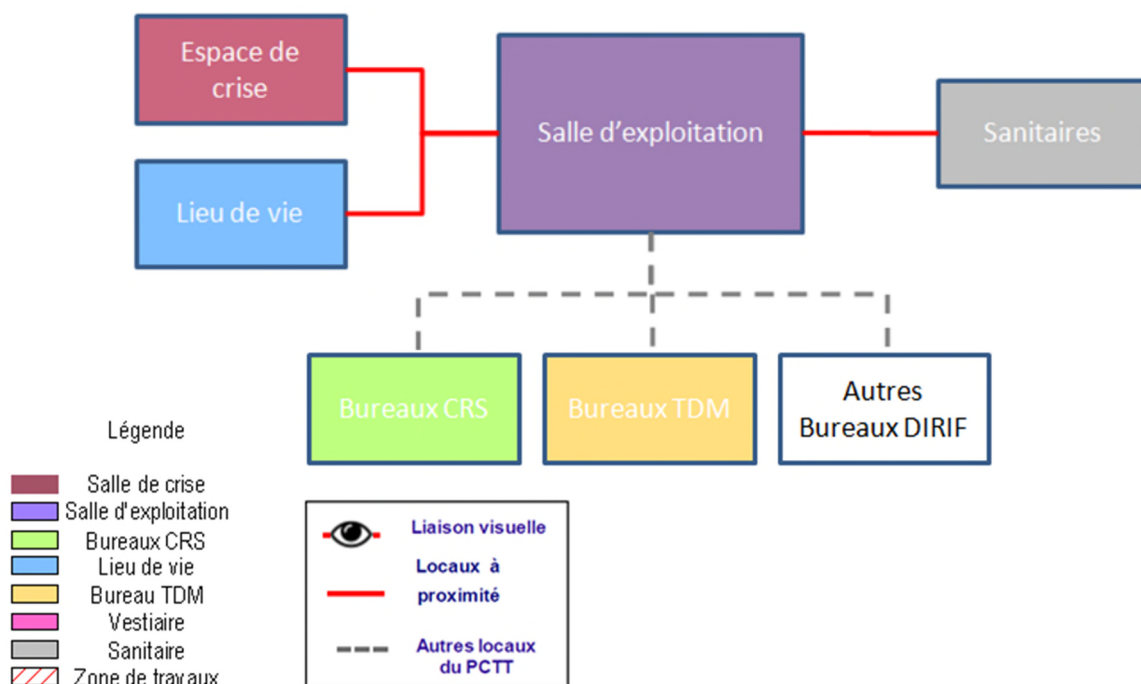 Espace de
crise
Salle d'exploitation
Sanitaires
Lieu de vie
Bureaux CRS
Bureaux TDM
Autres
Bureaux DIRIF
Légende
Salle de crise
Salle d'exploitation
Bureaux CRS
Lieu de vie
Bureau TDM
Vestiaire
Sanitaire
Zone de travaux
Liaison visuelle
Locaux à
proximité
Autres locaux
du PCTT